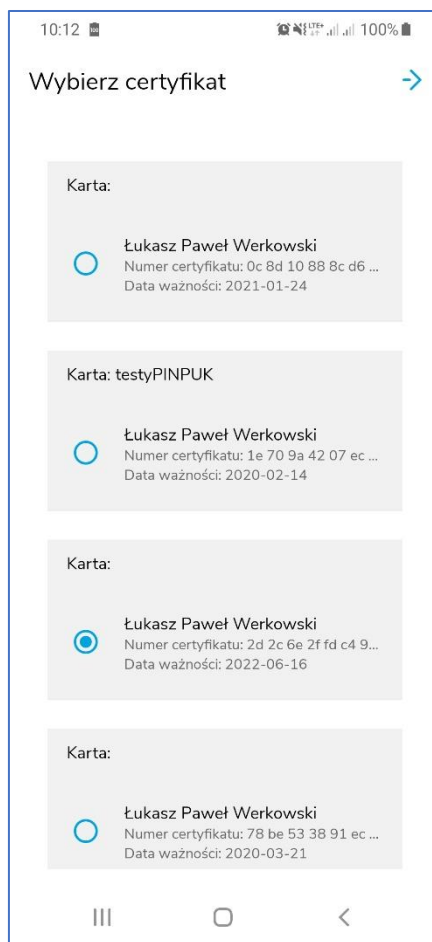 10:12 LTE+ 100%
Wybierz certyfikat
Karta:
Łukasz Paweł Werkowski
Numer certyfikatu: 0c 8d 10 88 8c d6 ...
Data ważności: 2021-01-24
Karta: testyPINPUK
Łukasz Paweł Werkowski
Numer certyfikatu: 1e 70 9a 42 07 ec ...
Data ważności: 2020-02-14
Karta:
Łukasz Paweł Werkowski
Numer certyfikatu: 2d 2c 6e 2f fd c4 9...
Data ważności: 2022-06-16
Karta:
Łukasz Paweł Werkowski
Numer certyfikatu: 78 be 53 38 91 ec ...
Data ważności: 2020-03-21